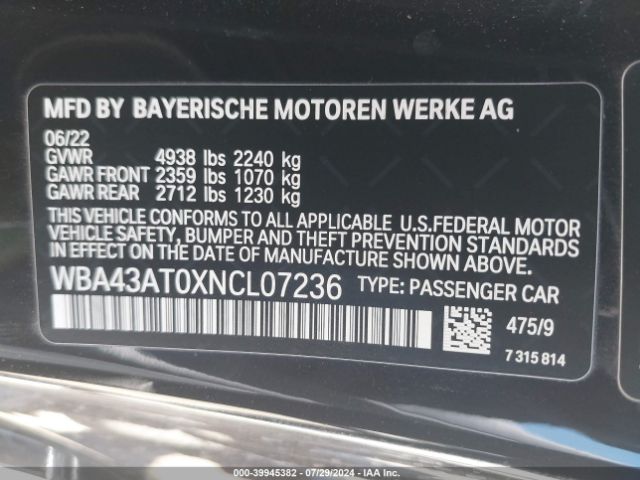 MFD BY BAYERISCHE MOTOREN WERKE AG
06/22
GVWR 4938 lbs 2240 kg
GAWR FRONT 2359 lbs 1070 kg
GAWR REAR 2712 lbs 1230 kg
THIS VEHICLE CONFORMS TO ALL APPLICABLE U.S.FEDERAL MOTOR
VEHICLE SAFETY, BUMPER AND THEFT PREVENTION STANDARDS
IN EFFECT ON THE DATE OF MANUFACTURE SHOWN ABOVE.
WBA43AT0XNCL07236 TYPE: PASSENGER CAR
475/9
7 315 814
000-39945382 - 07/29/2024 - IAA Inc.